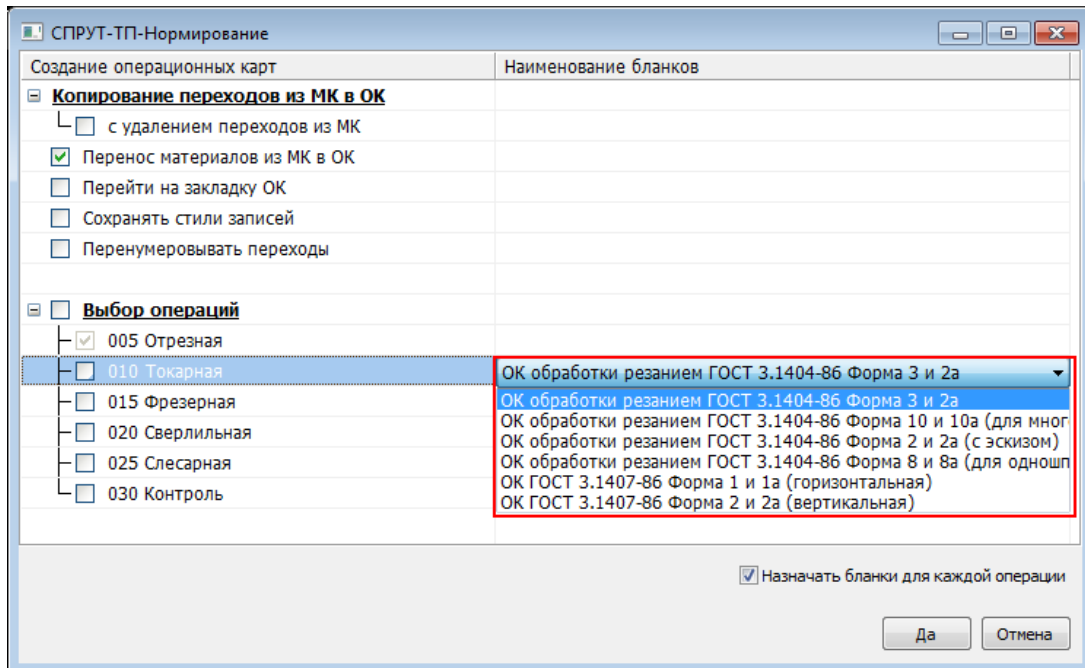 СПРУТ-ТП-Нормирование
Создание операционных карт Наименование бланков
Копирование переходов из МК в ОК
с удалением переходов из МК
Перенос материалов из МК в ОК
Перейти на закладку ОК
Сохранять стили записей
Перенумеровывать переходы
Выбор операций
005 Отрезная
010 Токарная ОК обработки резанием ГОСТ 3.1404-86 Форма 3 и 2а
015 Фрезерная ОК обработки резанием ГОСТ 3.1404-86 Форма 3 и 2а
ОК обработки резанием ГОСТ 3.1404-86 Форма 10 и 10а (для мног
020 Сверлильная ОК обработки резанием ГОСТ 3.1404-86 Форма 2 и 2а (с эскизом)
025 Слесарная ОК обработки резанием ГОСТ 3.1404-86 Форма 8 и 8а (для одношп
ОК ГОСТ 3.1407-86 Форма 1 и 1а (горизонтальная)
030 Контроль ОК ГОСТ 3.1407-86 Форма 2 и 2а (вертикальная)
Назначать бланки для каждой операции
Да Отмена